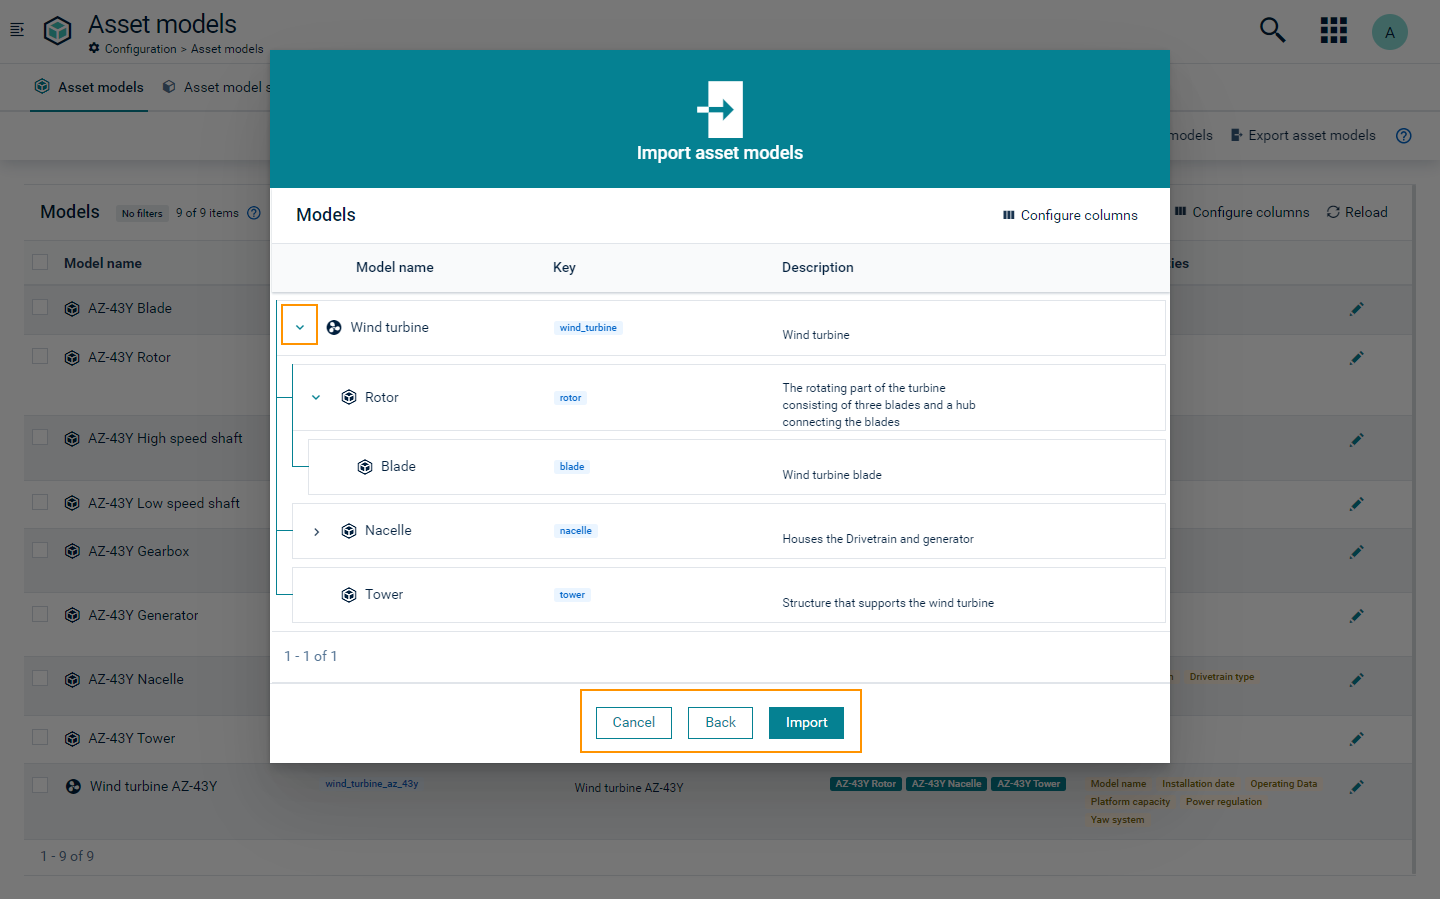 Asset models
Configuration > Asset models
A
Asset models
Asset model s
Import asset models
models
Export asset models
Models
No filters
9 of 9 items
Configure columns
Reload
Models
Configure columns
Model name
ies
Model name
Key
Description
AZ-43Y Blade
AZ-43Y Rotor
AZ-43Y High speed shaft
AZ-43Y Low speed shaft
AZ-43Y Gearbox
AZ-43Y Generator
AZ-43Y Nacelle
AZ-43Y Tower
Wind turbine
wind_turbine
Wind turbine
Rotor
rotor
The rotating part of the turbine
consisting of three blades and a hub
connecting the blades
Blade
blade
Wind turbine blade
Nacelle
nacelle
Houses the Drivetrain and generator
Tower
tower
Structure that supports the wind turbine
1 - 1 of 1
Cancel
Back
Import
n
Drivetrain type
Wind turbine AZ-43Y
wind_turbine_az_43y
Wind turbine AZ-43Y
AZ-43Y Rotor
AZ-43Y Nacelle
AZ-43Y Tower
Model name
Installation date
Operating Data
Platform capacity
Power regulation
Yaw system
1 - 9 of 9